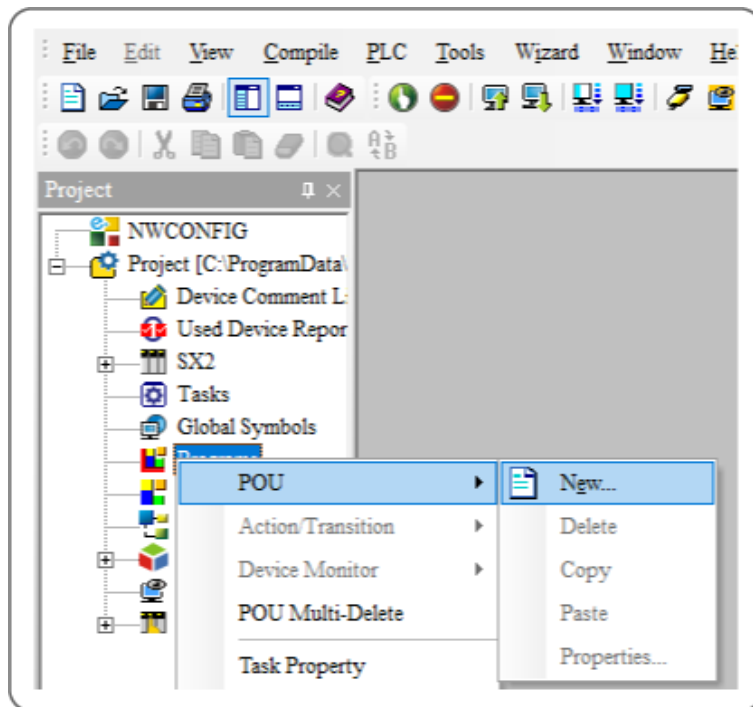 File Edit View Compile PLC Tools Wizard Window He
A
B
Project
NWCONFIG
Project [C:\ProgramData\
Device Comment L
Used Device Repor
SX2
Tasks
Global Symbols
Programs
POU New...
Action/Transition Delete
Device Monitor Copy
POU Multi-Delete Paste
Task Property Properties...